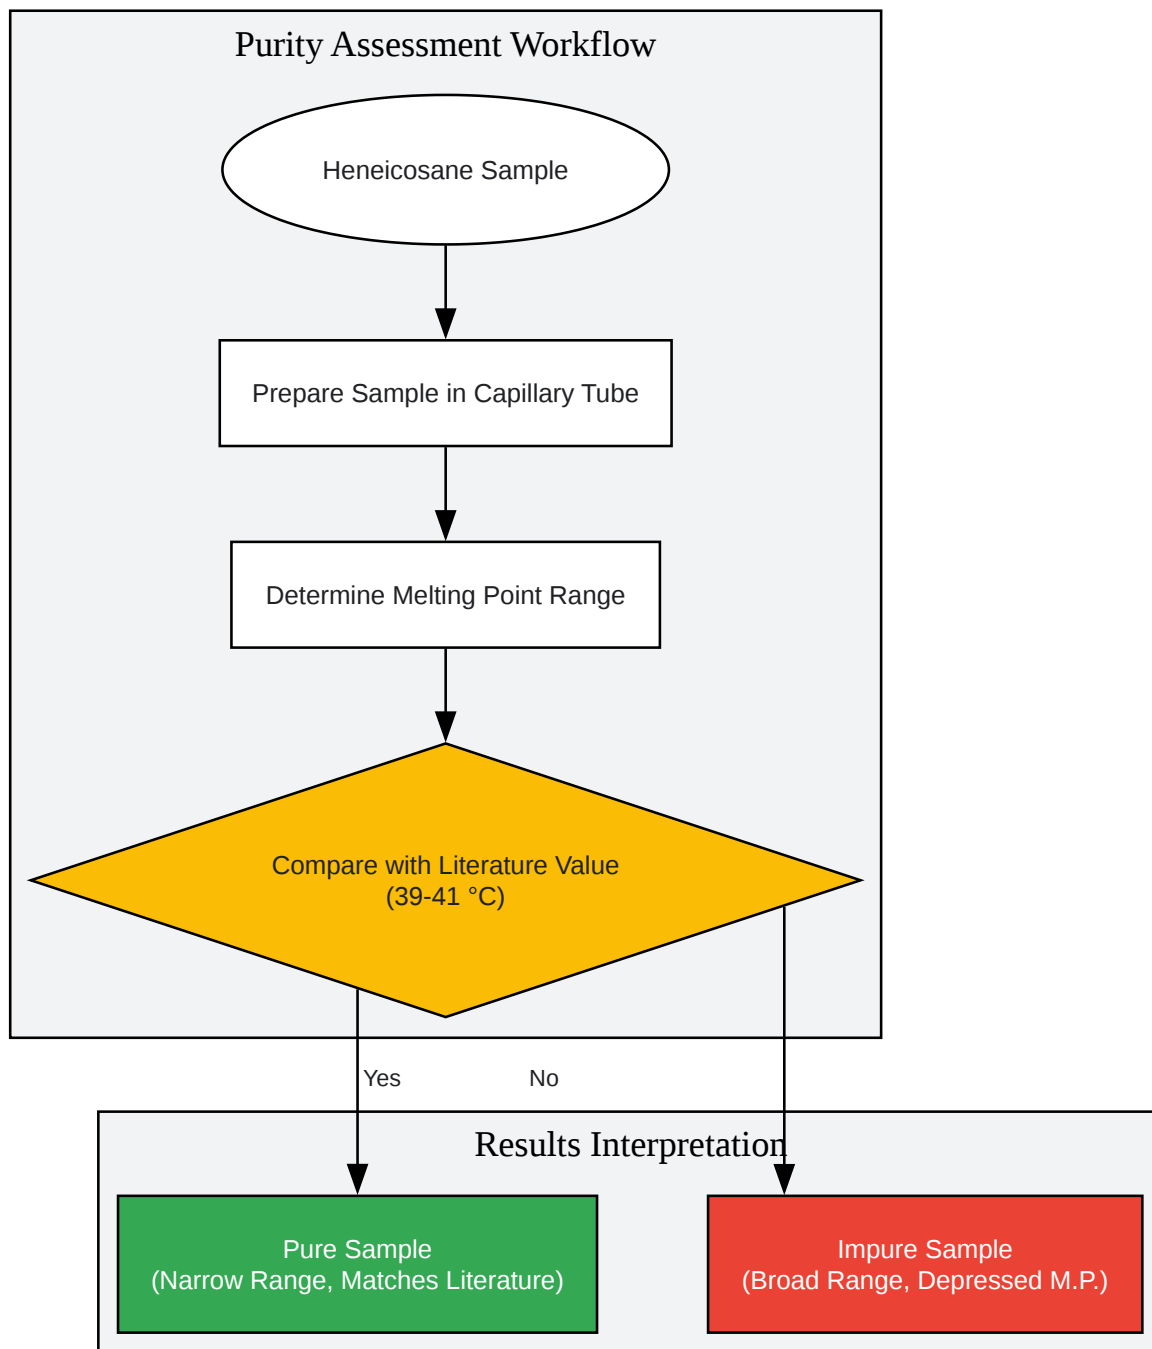 Purity Assessment Workflow
Heneicosane Sample
Prepare Sample in Capillary Tube
Determine Melting Point Range
Compare with Literature Value
(39-41 °C)
Yes
No
Results Interpretation
Pure Sample
(Narrow Range, Matches Literature)
Impure Sample
(Broad Range, Depressed M.P.)